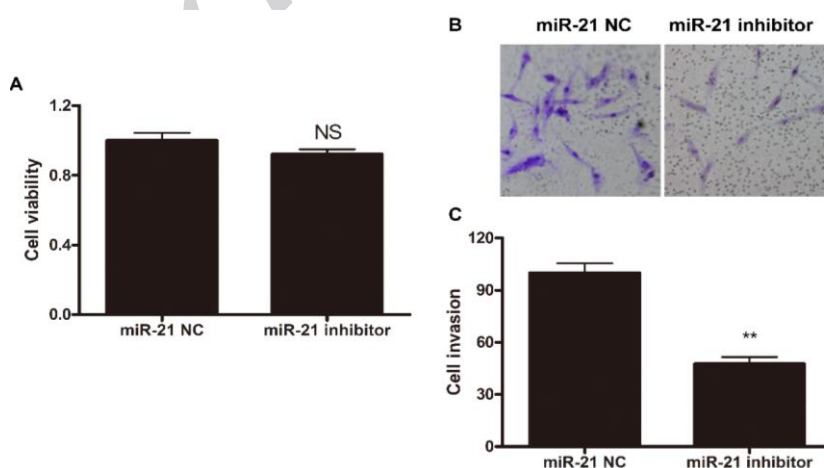 A
Cell viability
1.2
0.8
0.4
0.0
NS
miR-21 NC
miR-21 inhibitor
B
miR-21 NC
miR-21 inhibitor
C
Cell invasion
120
90
60
30
0
**
miR-21 NC
miR-21 inhibitor